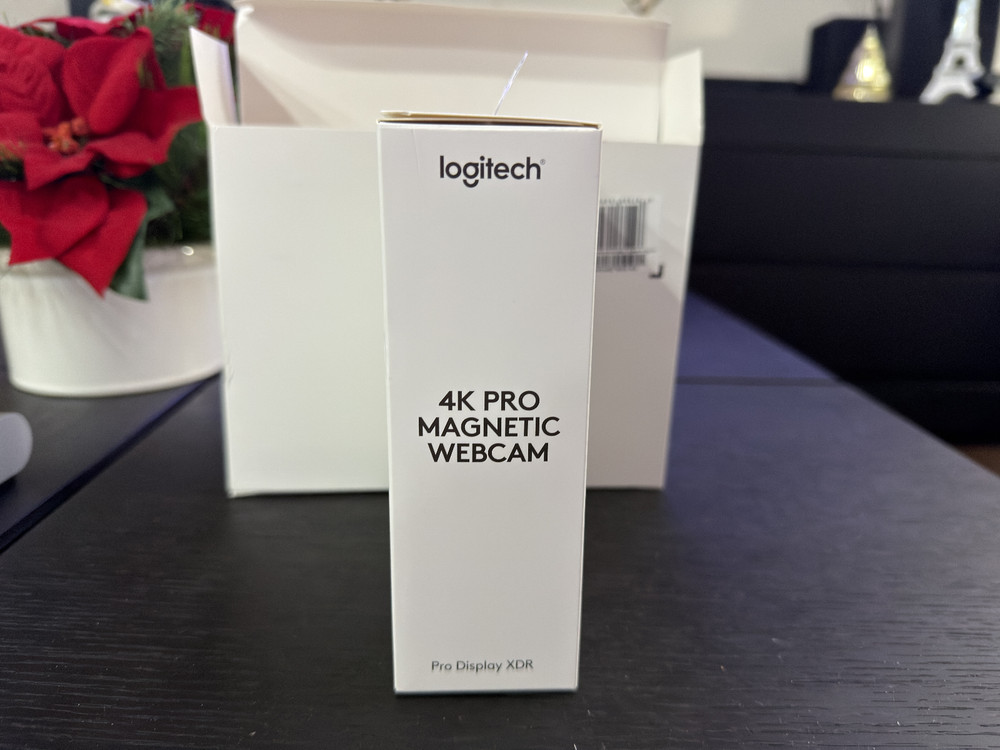 logitech®
4K PRO
MAGNETIC
WEBCAM
Pro Display XDR